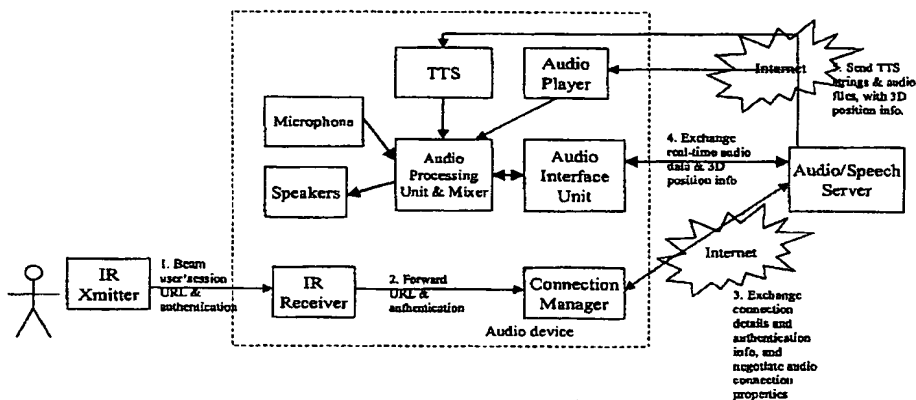 TTS
Audio
Player
Internet
5. Send TTS
strings & audio
files, with 3D
position info.
Microphone
Audio
Processing
Unit & Mixer
Audio
Interface
Unit
4. Exchange
real-time audio
data & 3D
position info
Audio/Speech
Server
Speakers
Internet
IR
Xmitter
1. Beam
user/session
URL &
authentication
IR
Receiver
2. Forward
URL &
authentication
Connection
Manager
Audio device
3. Exchange
connection
details and
authentication
info, and
negotiate audio
connection
properties